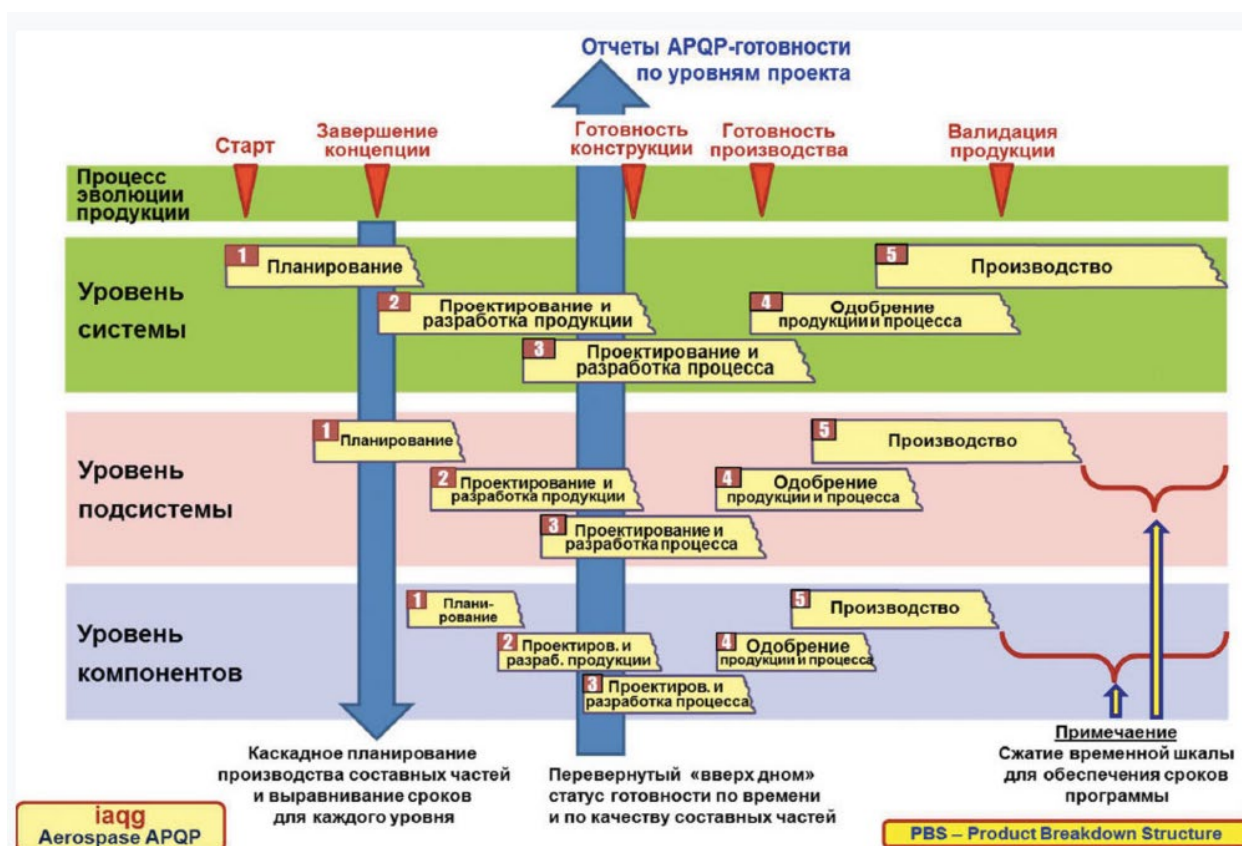 Отчеты APQP-готовности
по уровням проекта
Старт
Завершение
концепции
Готовность
конструкции
Готовность
производства
Валидация
продукции
Процесс
эволюции
продукции
Уровень
системы
1 Планирование
2 Проектирование и
разработка продукции
3 Проектирование и
разработка процесса
4 Одобрение
продукции и процесса
5 Производство
Уровень
подсистемы
1 Планирование
2 Проектирование и
разработка продукции
3 Проектирование и
разработка процесса
4 Одобрение
продукции и процесса
5 Производство
Уровень
компонентов
1 Плани-
рование
2 Проектиров. и
разраб. продукции
3 Проектиров. и
разработка процесса
4 Одобрение
продукции и процесса
5 Производство
Каскадное планирование
производства составных частей
и выравнивание сроков
для каждого уровня
Перевернутый «вверх дном»
статус готовности по времени
и по качеству составных частей
Примечаение
Сжатие временной шкалы
для обеспечения сроков
программы
iaqg
Aerospase APQP
PBS – Product Breakdown Structure